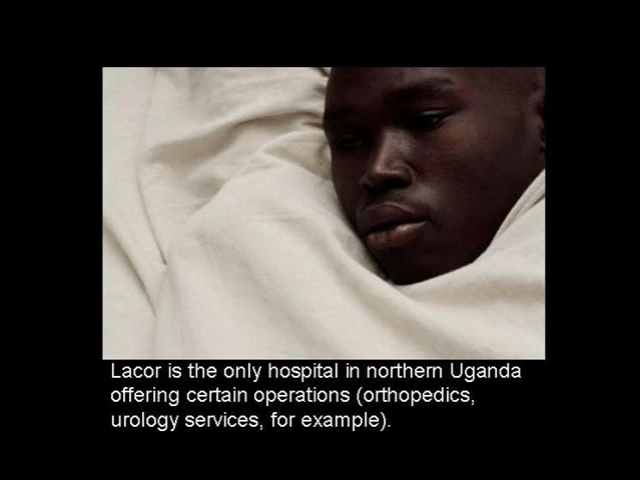 Lacor is the only hospital in northern Uganda
offering certain operations (orthopedics,
urology services, for example).